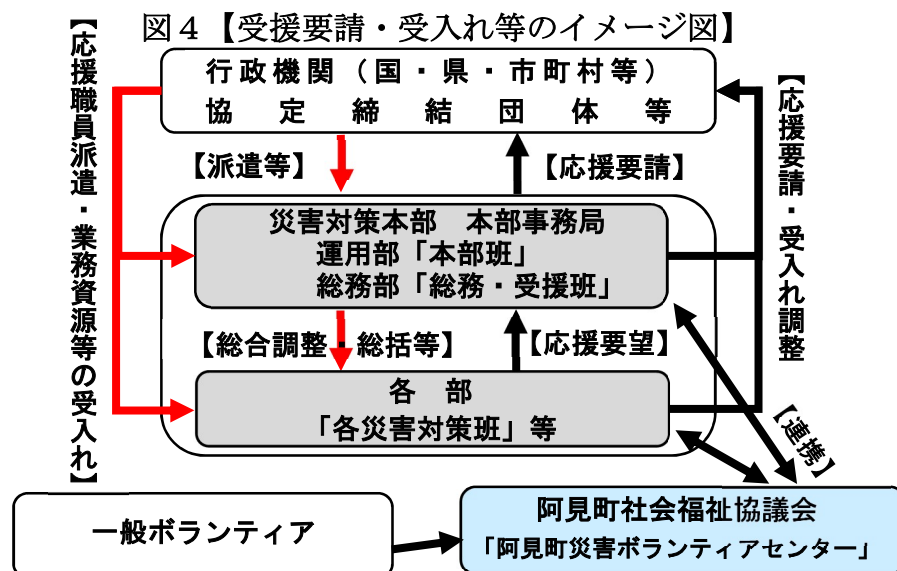 図４【受援要請・受入れ等のイメージ図】
【応援職員派遣・業務資源等の受入れ】
行政機関（国・県・市町村等）
協定締結団体等
【応援要請・受入れ調整】
【派遣等】
【応援要請】
災害対策本部　本部事務局
運用部「本部班」
総務部「総務・受援班」
【総合調整・総括等】
【応援要望】
各　部
「各災害対策班」等
【連携】
一般ボランティア
阿見町社会福祉協議会
「阿見町災害ボランティアセンター」